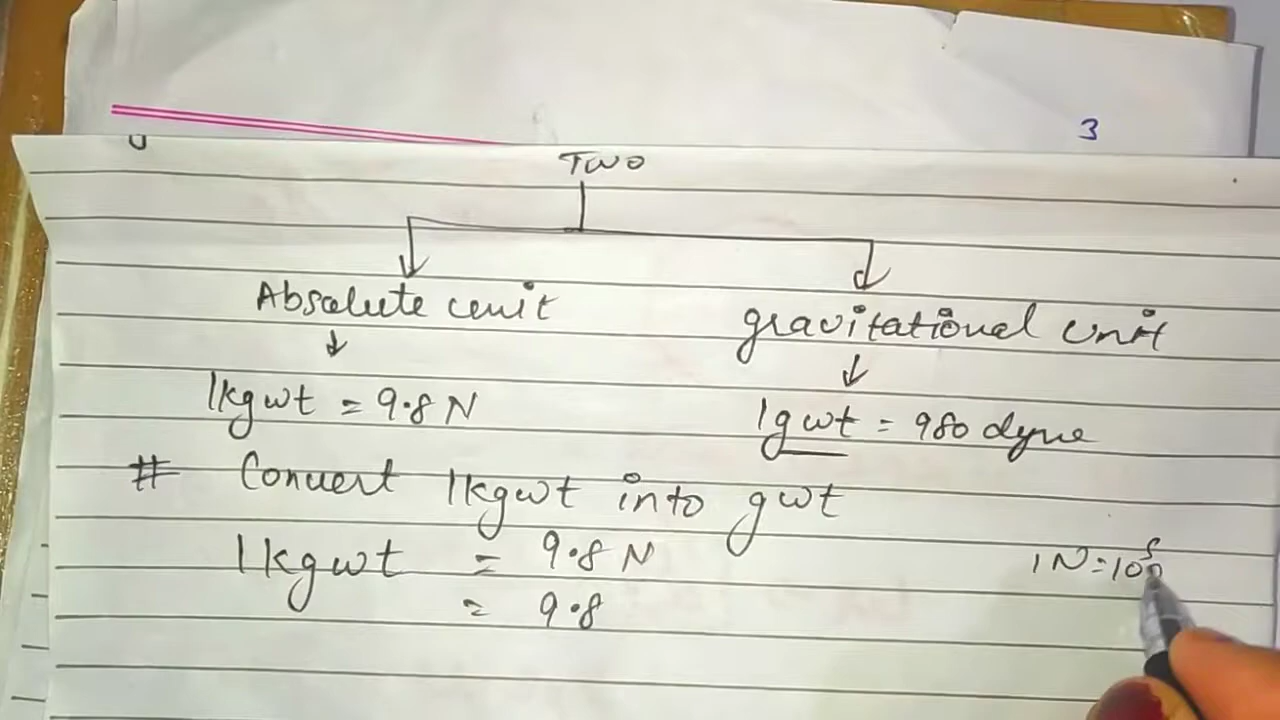 3
TWO
Absolute unit
gravitational unit
1kgwt = 9.8 N
1gwt = 980 dyne
# Convert 1kgwt into gwt
1kgwt = 9.8 N
1N=10⁵
= 9.8